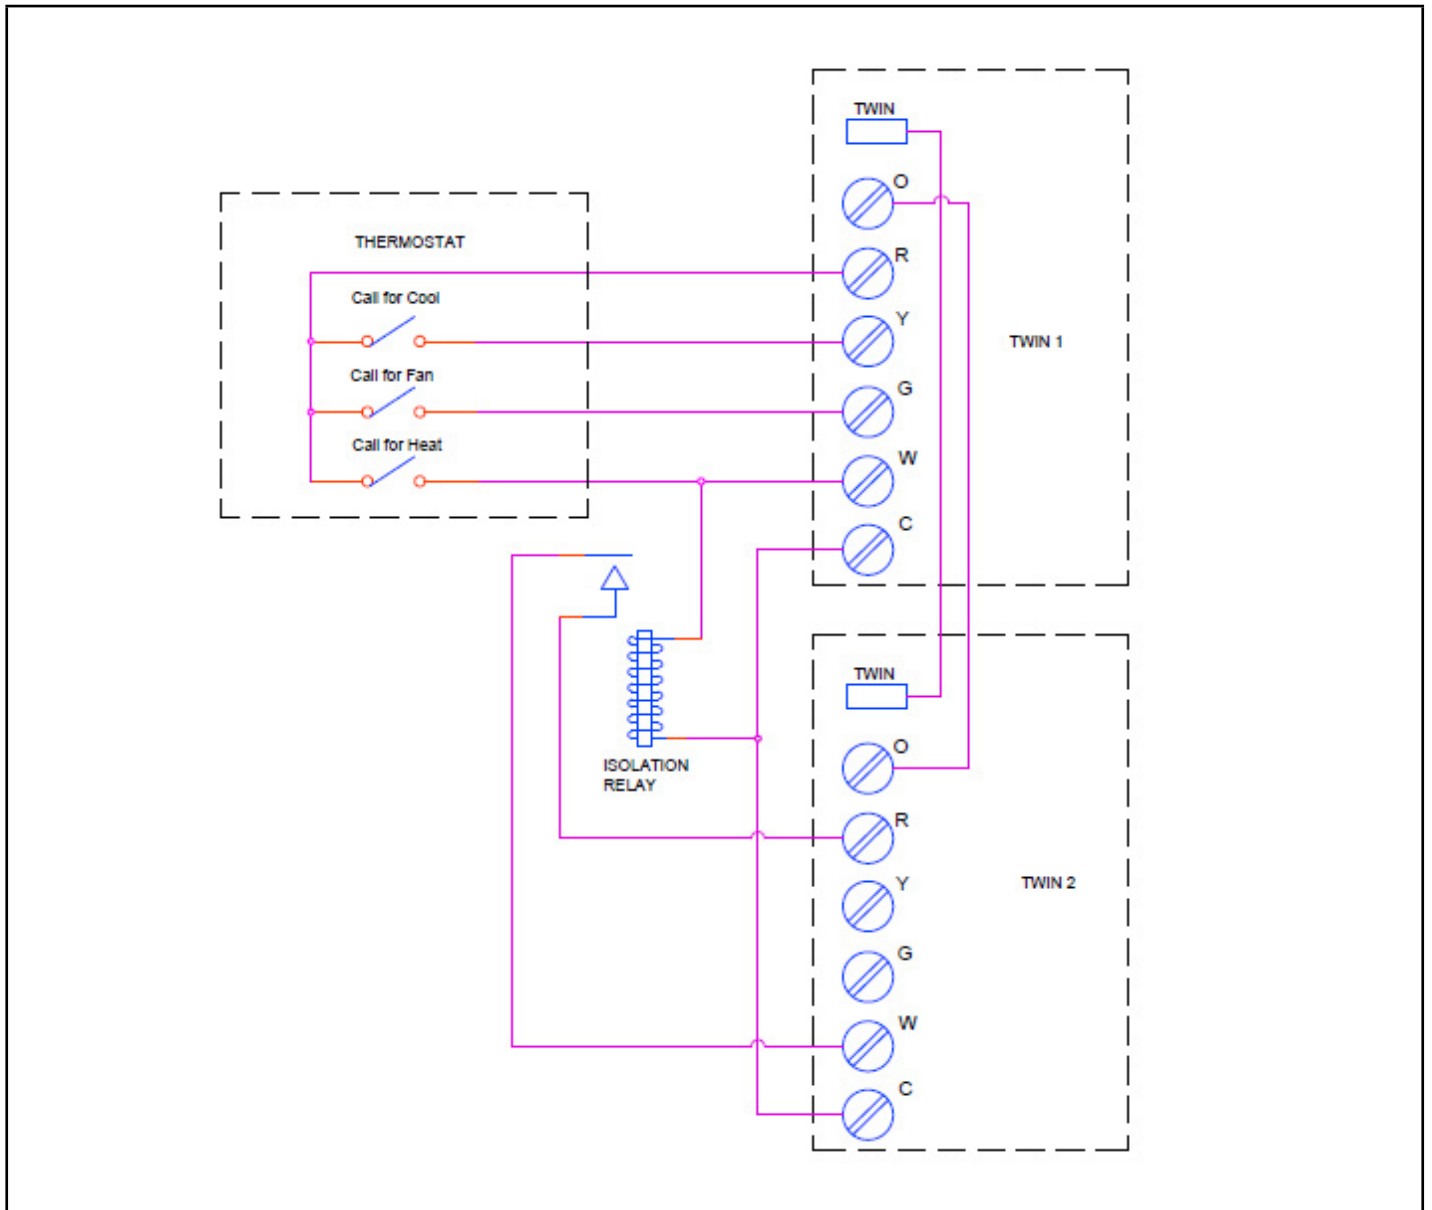 THERMOSTAT
Call for Cool
Call for Fan
Call for Heat
ISOLATION
RELAY
TWIN
O
R
Y
G
W
C
TWIN 1
TWIN
O
R
Y
G
W
C
TWIN 2